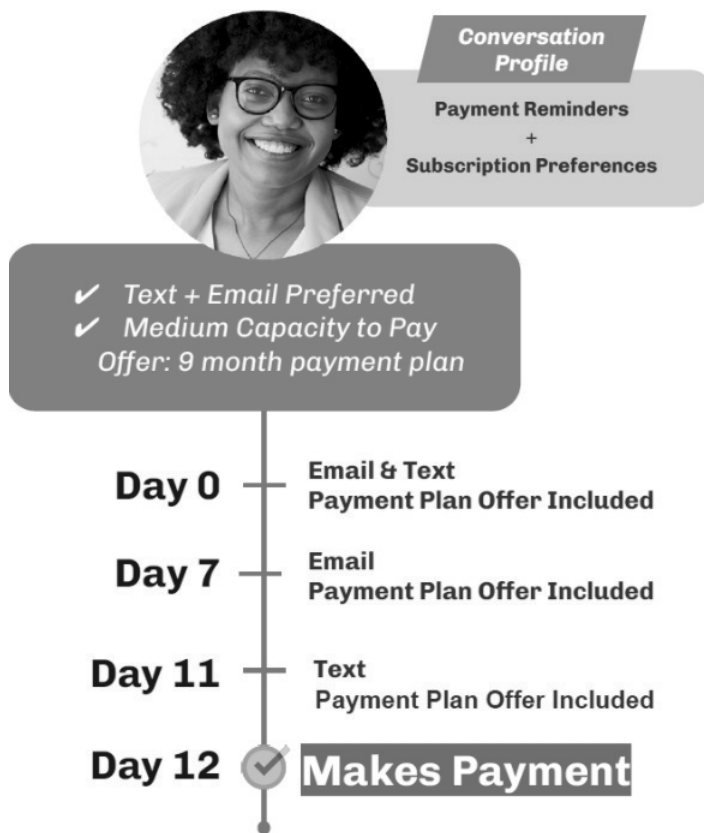 Conversation
Profile
Payment Reminders
+
Subscription Preferences
✔ Text + Email Preferred
✔ Medium Capacity to Pay
Offer: 9 month payment plan
Day 0
Email & Text
Payment Plan Offer Included
Day 7
Email
Payment Plan Offer Included
Day 11
Text
Payment Plan Offer Included
Day 12
Makes Payment